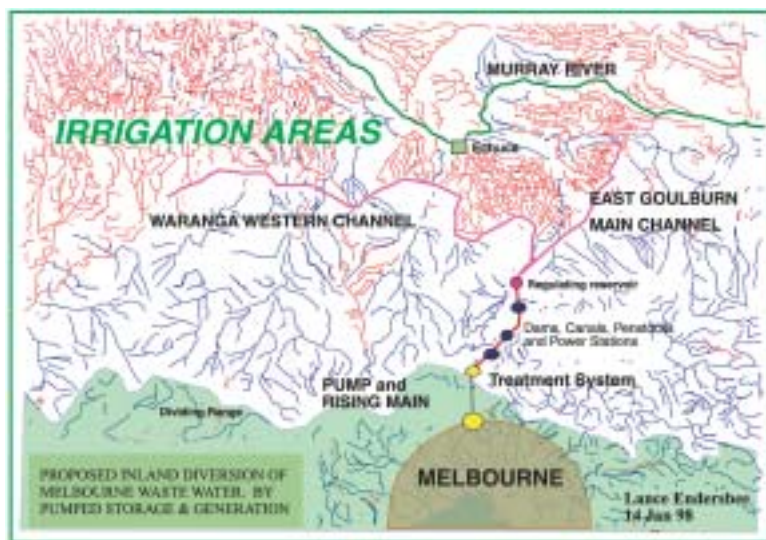 MURRAY RIVER
IRRIGATION AREAS
Echuca
EAST GOULBURN
MAIN CHANNEL
WARANGA WESTERN CHANNEL
Regulating reservoir
Dams, Canals, Penstocks
and Power Stations
Treatment System
PUMP and
RISING MAIN
Dividing Range
MELBOURNE
PROPOSED INLAND DIVERSION OF
MELBOURNE WASTE WATER. BY
PUMPED STORAGE & GENERATION
Lance Endersbee
14 Jan 98